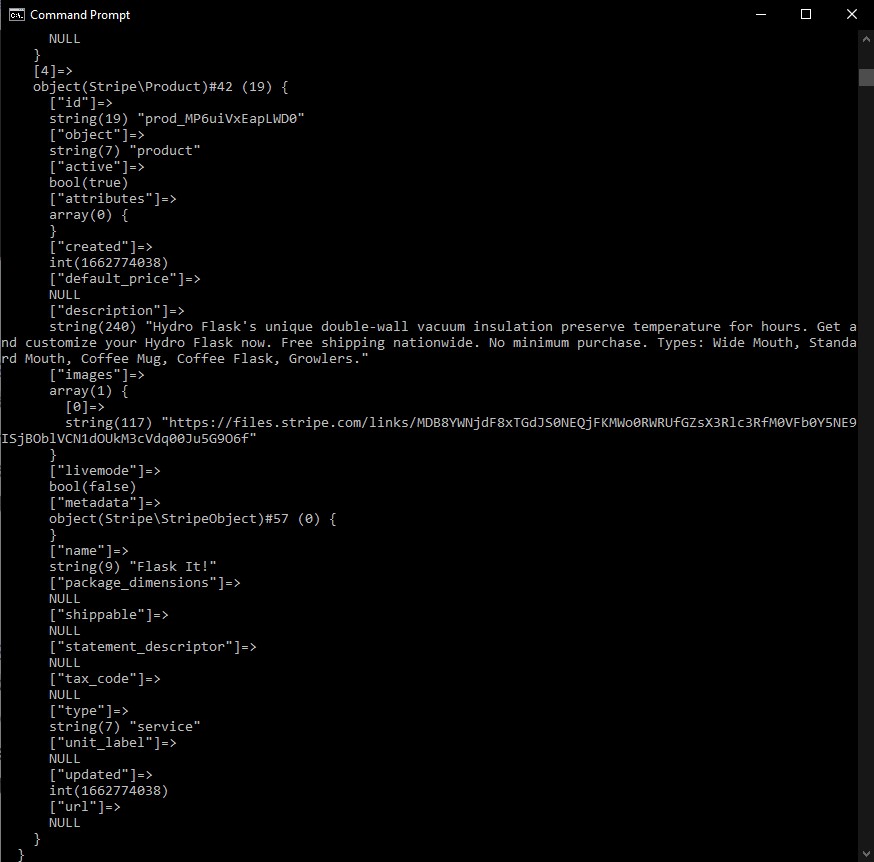 Command Prompt
NULL
}
[4]=>
object(Stripe\Product)#42 (19) {
["id"]=>
string(19) "prod_MP6uiVxEapLWD0"
["object"]=>
string(7) "product"
["active"]=>
bool(true)
["attributes"]=>
array(0) {
}
["created"]=>
int(1662774038)
["default_price"]=>
NULL
["description"]=>
string(240) "Hydro Flask's unique double-wall vacuum insulation preserve temperature for hours. Get a
nd customize your Hydro Flask now. Free shipping nationwide. No minimum purchase. Types: Wide Mouth, Standa
rd Mouth, Coffee Mug, Coffee Flask, Growlers."
["images"]=>
array(1) {
[0]=>
string(117) "https://files.stripe.com/links/MDB8YWNjdF8xTGdJS0NEQjFKMWo0RWRUfGZsX3Rlc3RfM0VFb0Y5NE9
ISjBOblVCN1dOUkM3cVdq00Ju5G9O6f"
}
["livemode"]=>
bool(false)
["metadata"]=>
object(Stripe\StripeObject)#57 (0) {
}
["name"]=>
string(9) "Flask It!"
["package_dimensions"]=>
NULL
["shippable"]=>
NULL
["statement_descriptor"]=>
NULL
["tax_code"]=>
NULL
["type"]=>
string(7) "service"
["unit_label"]=>
NULL
["updated"]=>
int(1662774038)
["url"]=>
NULL
}
}